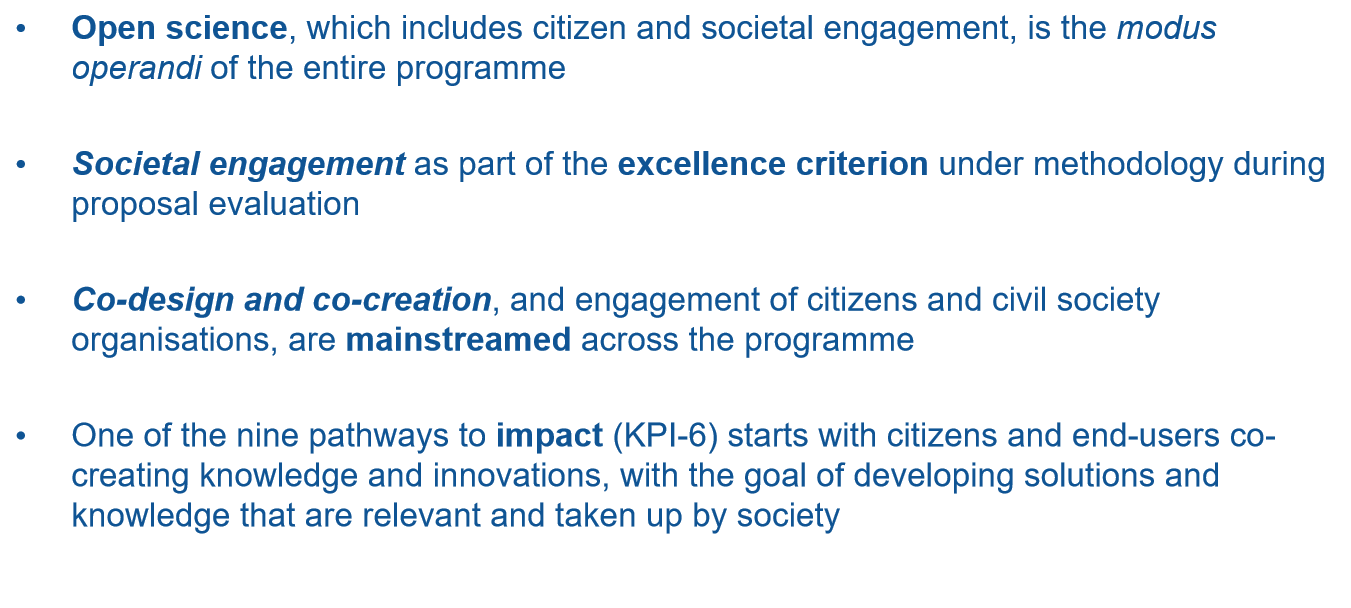 • Open science, which includes citizen and societal engagement, is the modus
operandi of the entire programme
• Societal engagement as part of the excellence criterion under methodology during
proposal evaluation
• Co-design and co-creation, and engagement of citizens and civil society
organisations, are mainstreamed across the programme
• One of the nine pathways to impact (KPI-6) starts with citizens and end-users co-
creating knowledge and innovations, with the goal of developing solutions and
knowledge that are relevant and taken up by society